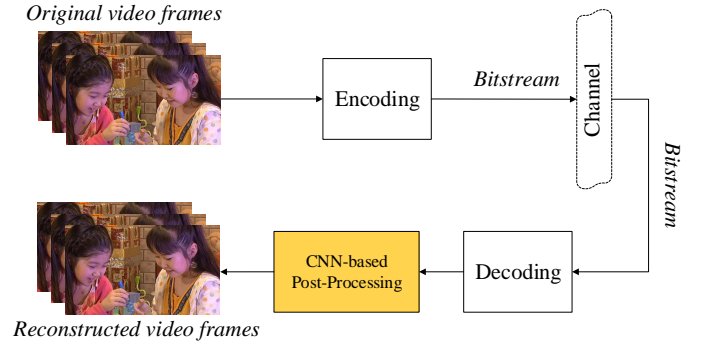 Original video frames
Encoding
Bitstream
Channel
Bitstream
CNN-based
Post-Processing
Decoding
Reconstructed video frames